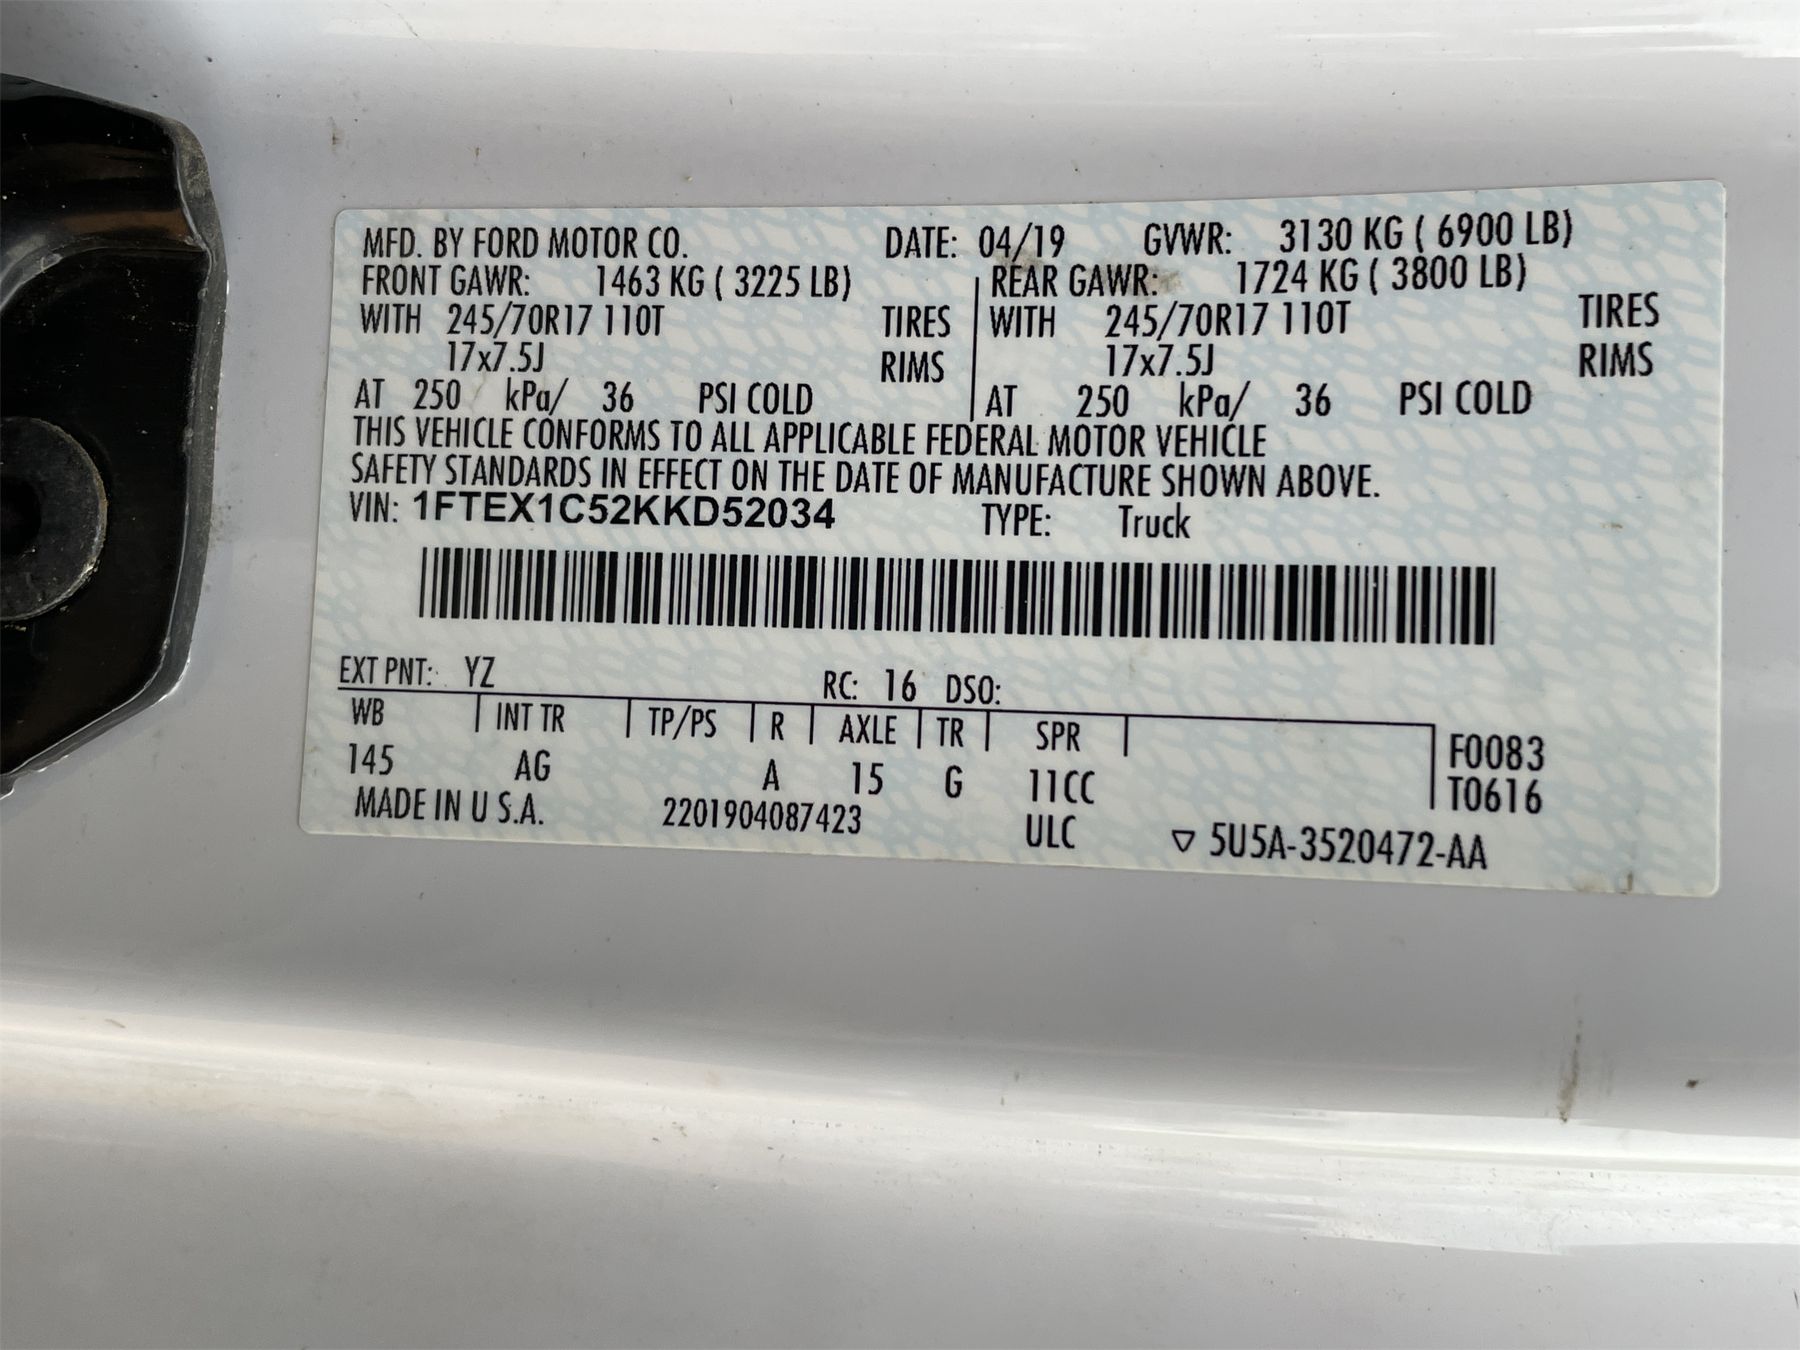 MFD. BY FORD MOTOR CO. DATE: 04/19 GVWR: 3130 KG ( 6900 LB)
FRONT GAWR: 1463 KG ( 3225 LB) REAR GAWR: 1724 KG ( 3800 LB)
WITH 245/70R17 110T TIRES WITH 245/70R17 110T TIRES
17x7.5J RIMS 17x7.5J RIMS
AT 250 kPa/ 36 PSI COLD AT 250 kPa/ 36 PSI COLD
THIS VEHICLE CONFORMS TO ALL APPLICABLE FEDERAL MOTOR VEHICLE
SAFETY STANDARDS IN EFFECT ON THE DATE OF MANUFACTURE SHOWN ABOVE.
VIN: 1FTEX1C52KKD52034 TYPE: Truck
EXT PNT: YZ RC: 16 DSO:
WB INT TR TP/PS R AXLE TR SPR F0083
145 AG A 15 G 11CC T0616
MADE IN U S.A. 2201904087423 ULC ▽ 5U5A-3520472-AA